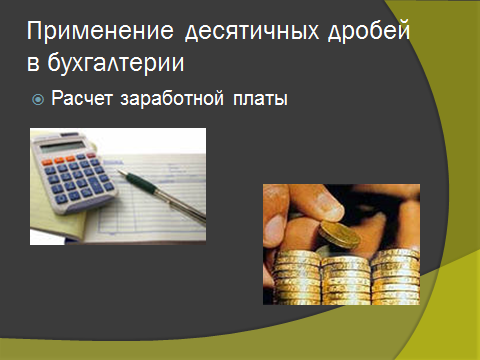 Применение десятичных дробей
в бухгалтерии
Расчет заработной платы